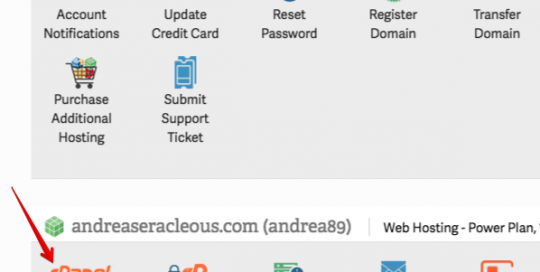 Account Notifications
Update Credit Card
Reset Password
Register Domain
Transfer Domain
Purchase Additional Hosting
Submit Support Ticket
andreaseracleous.com (andrea89)
Web Hosting - Power Plan,
cPanel
cP